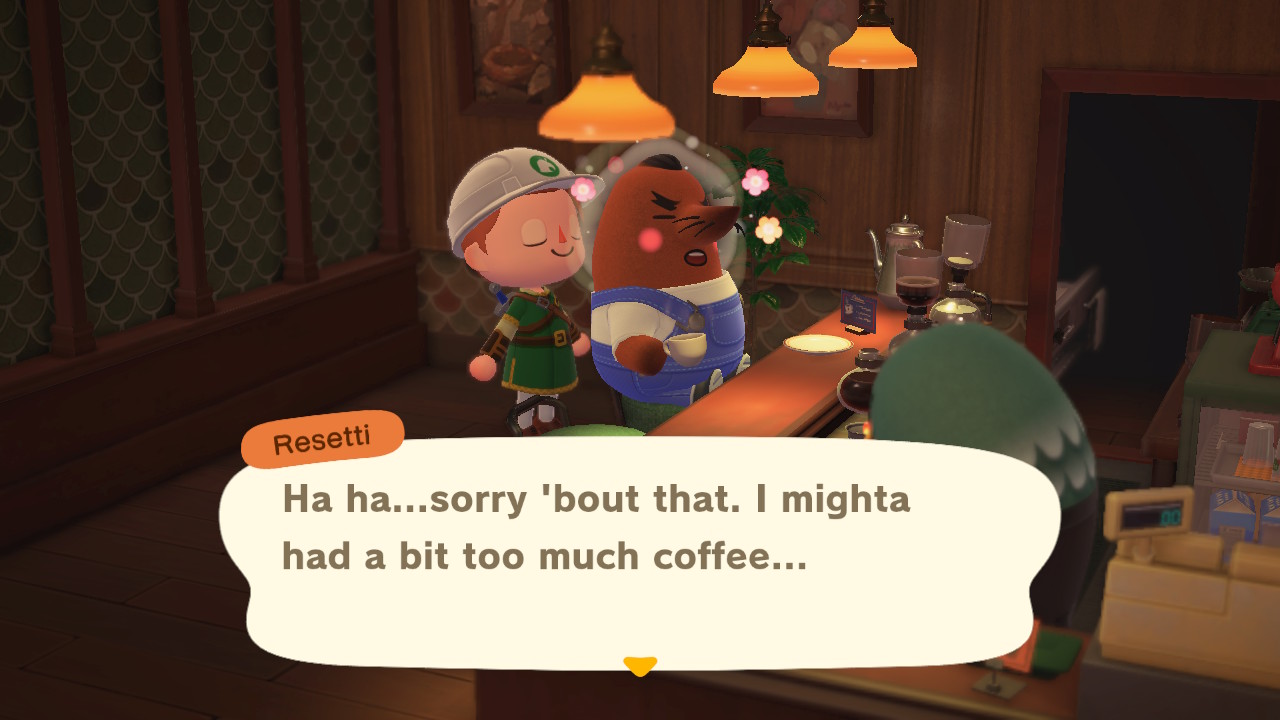 Resetti
Ha ha...sorry 'bout that. I mighta
had a bit too much coffee...